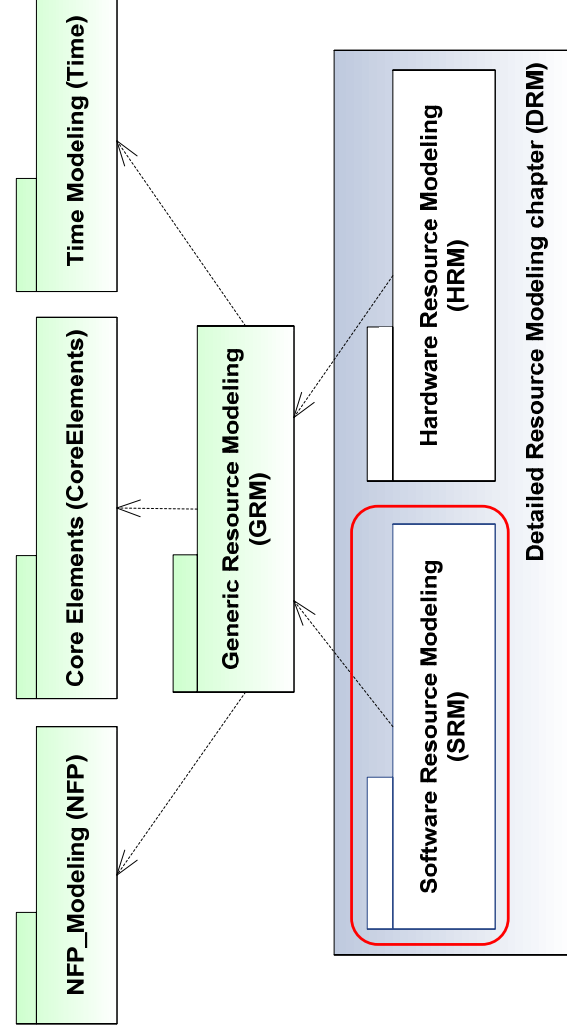 NFP_Modeling (NFP)
Core Elements (CoreElements)
Time Modeling (Time)
Generic Resource Modeling
(GRM)
Software Resource Modeling
(SRM)
Hardware Resource Modeling
(HRM)
Detailed Resource Modeling chapter (DRM)